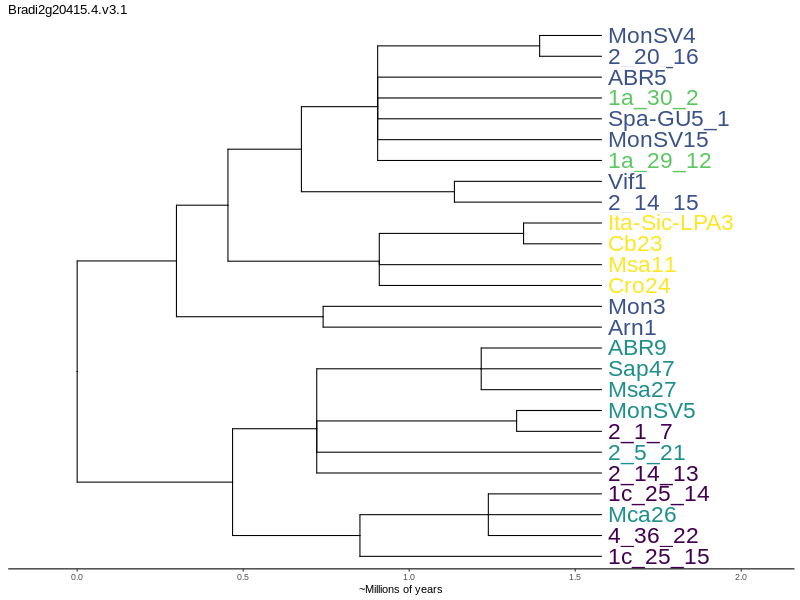 Bradi2g20415.4.v3.1
MonSV4
2_20_16
ABR5
1a_30_2
Spa-GU5_1
MonSV15
1a_29_12
Vif1
2_14_15
Ita-Sic-LPA3
Cb23
Msa11
Cro24
Mon3
Arn1
ABR9
Sap47
Msa27
MonSV5
2_1_7
2_5_21
2_14_13
1c_25_14
Mca26
4_36_22
1c_25_15
0.0 0.5 1.0 1.5 2.0
~Millions of years